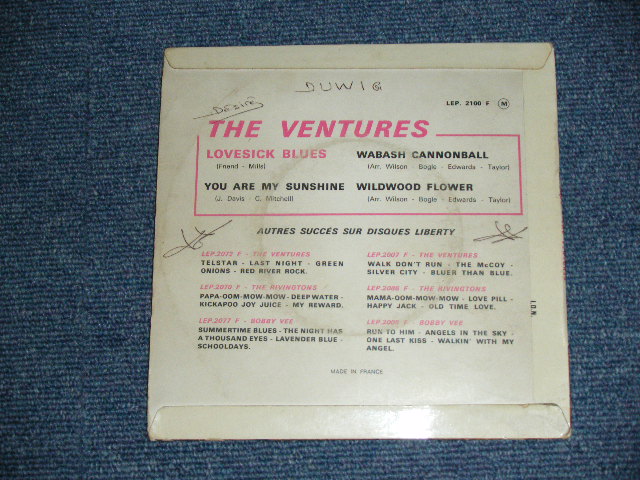 DUWIG
DÉSIRÉ
LEP. 2100 F M
THE VENTURES
LOVESICK BLUES
(Friend - Mills)
WABASH CANNONBALL
(Arr. Wilson - Bogle - Edwards - Taylor)
YOU ARE MY SUNSHINE
(J. Davis - C. Mitchell)
WILDWOOD FLOWER
(Arr. Wilson - Bogle - Edwards - Taylor)
AUTRES SUCCÉS SUR DISQUES LIBERTY
LEP.2072 F - THE VENTURES
TELSTAR - LAST NIGHT - GREEN
ONIONS - RED RIVER ROCK.
LEP.2007 F - THE VENTURES
WALK DON'T RUN - THE McCOY -
SILVER CITY - BLUER THAN BLUE.
LEP.2070 F - THE RIVINGTONS
PAPA-OOM-MOW-MOW - DEEP WATER -
KICKAPOO JOY JUICE - MY REWARD.
LEP.2086 F - THE RIVINGTONS
MAMA-OOM-MOW-MOW - LOVE PILL -
HAPPY JACK - OLD TIME LOVE.
LEP.2077 F - BOBBY VEE
SUMMERTIME BLUES - THE NIGHT HAS
A THOUSAND EYES - LAVENDER BLUE -
SCHOOLDAYS.
F - BOBBY VEE
RUN TO HIM - ANGELS IN THE SKY -
ONE LAST KISS - WALKIN' WITH MY
ANGEL.
MADE IN FRANCE